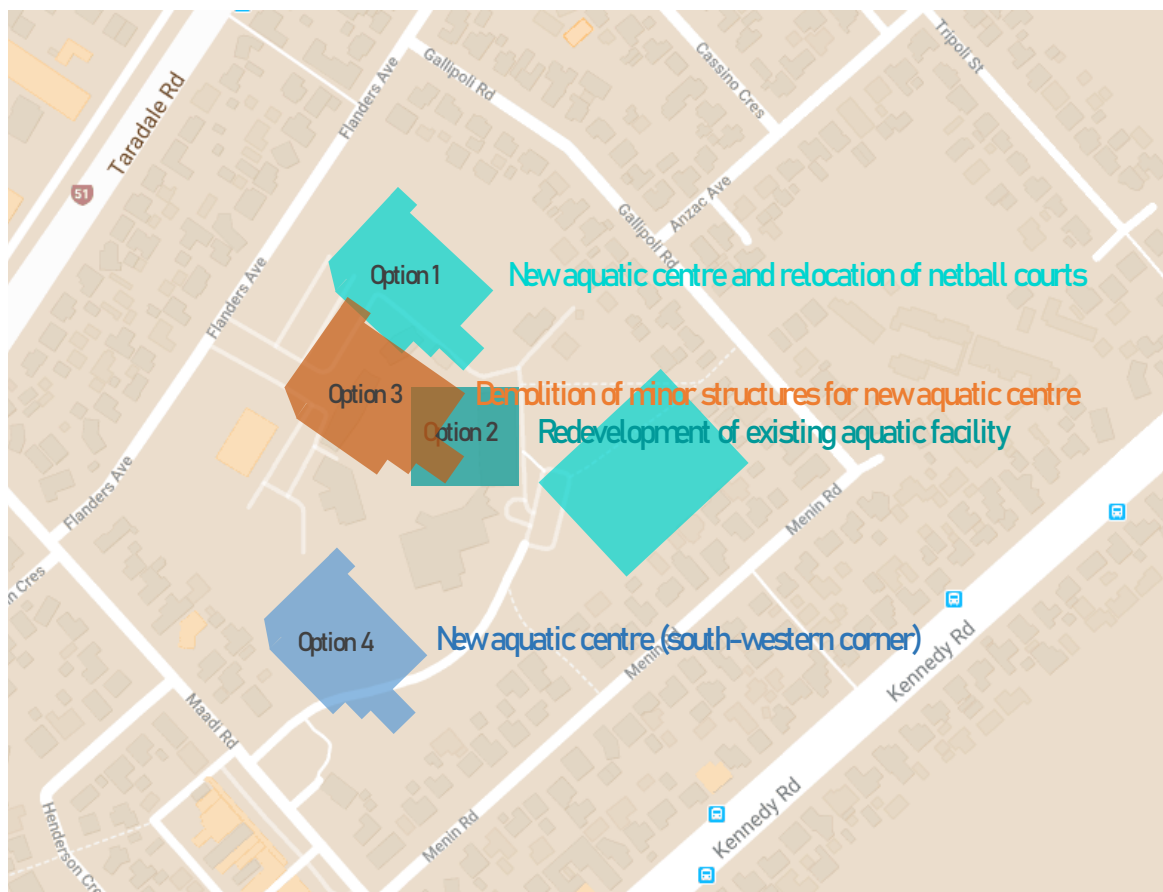 Taradale Rd
51
Flanders Ave
Gallipoli Rd
Cassino Cres
Tripoli St
Anzac Ave
Gallipoli Rd
Flanders Ave
Option 1
New aquatic centre and relocation of netball courts
Option 3
Demolition of minor structures for new aquatic centre
Option 2
Redevelopment of existing aquatic facility
Flanders Ave
Menin Rd
Cres
Option 4
New aquatic centre (south-western corner)
Menin Rd
Kennedy Rd
Maadi Rd
Henderson Cres
Menin Rd
Kennedy Rd